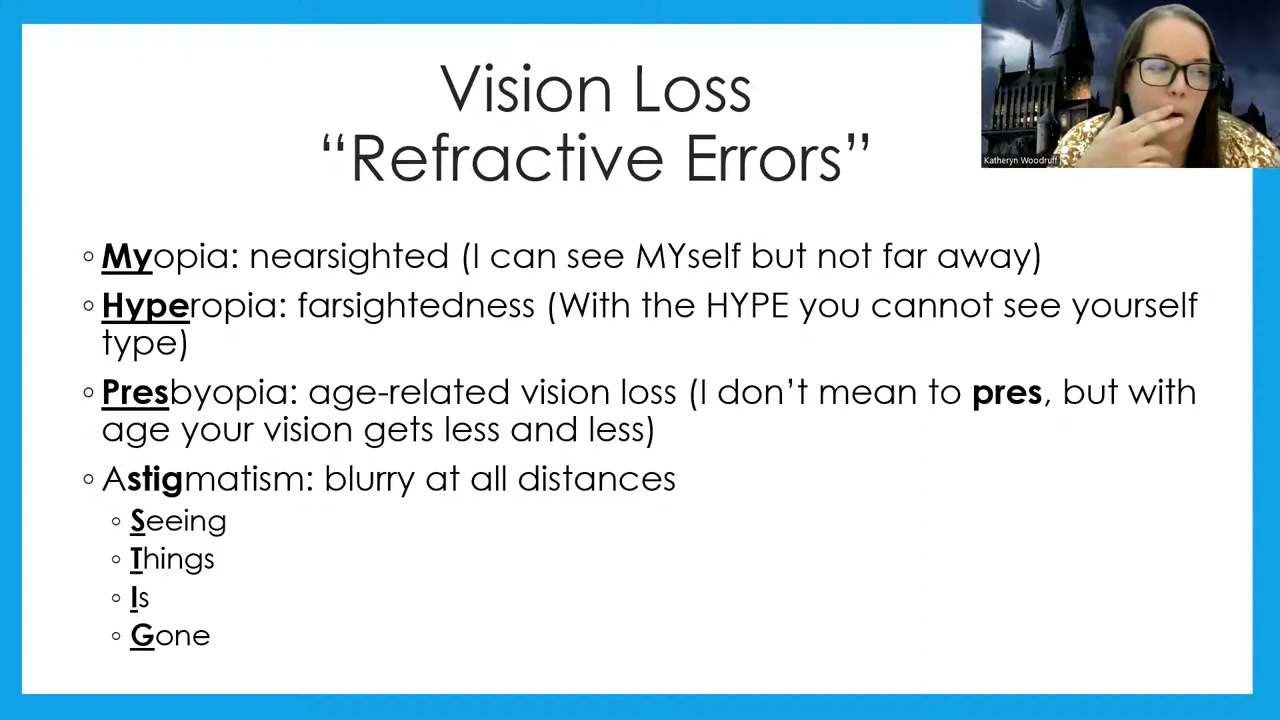 Vision Loss
“Refractive Errors”
Katheryn Woodruff
◦ Myopia: nearsighted (I can see MYself but not far away)
◦ Hyperopia: farsightedness (With the HYPE you cannot see yourself
type)
◦ Presbyopia: age-related vision loss (I don’t mean to pres, but with
age your vision gets less and less)
◦ Astigmatism: blurry at all distances
◦ Seeing
◦ Things
◦ Is
◦ Gone